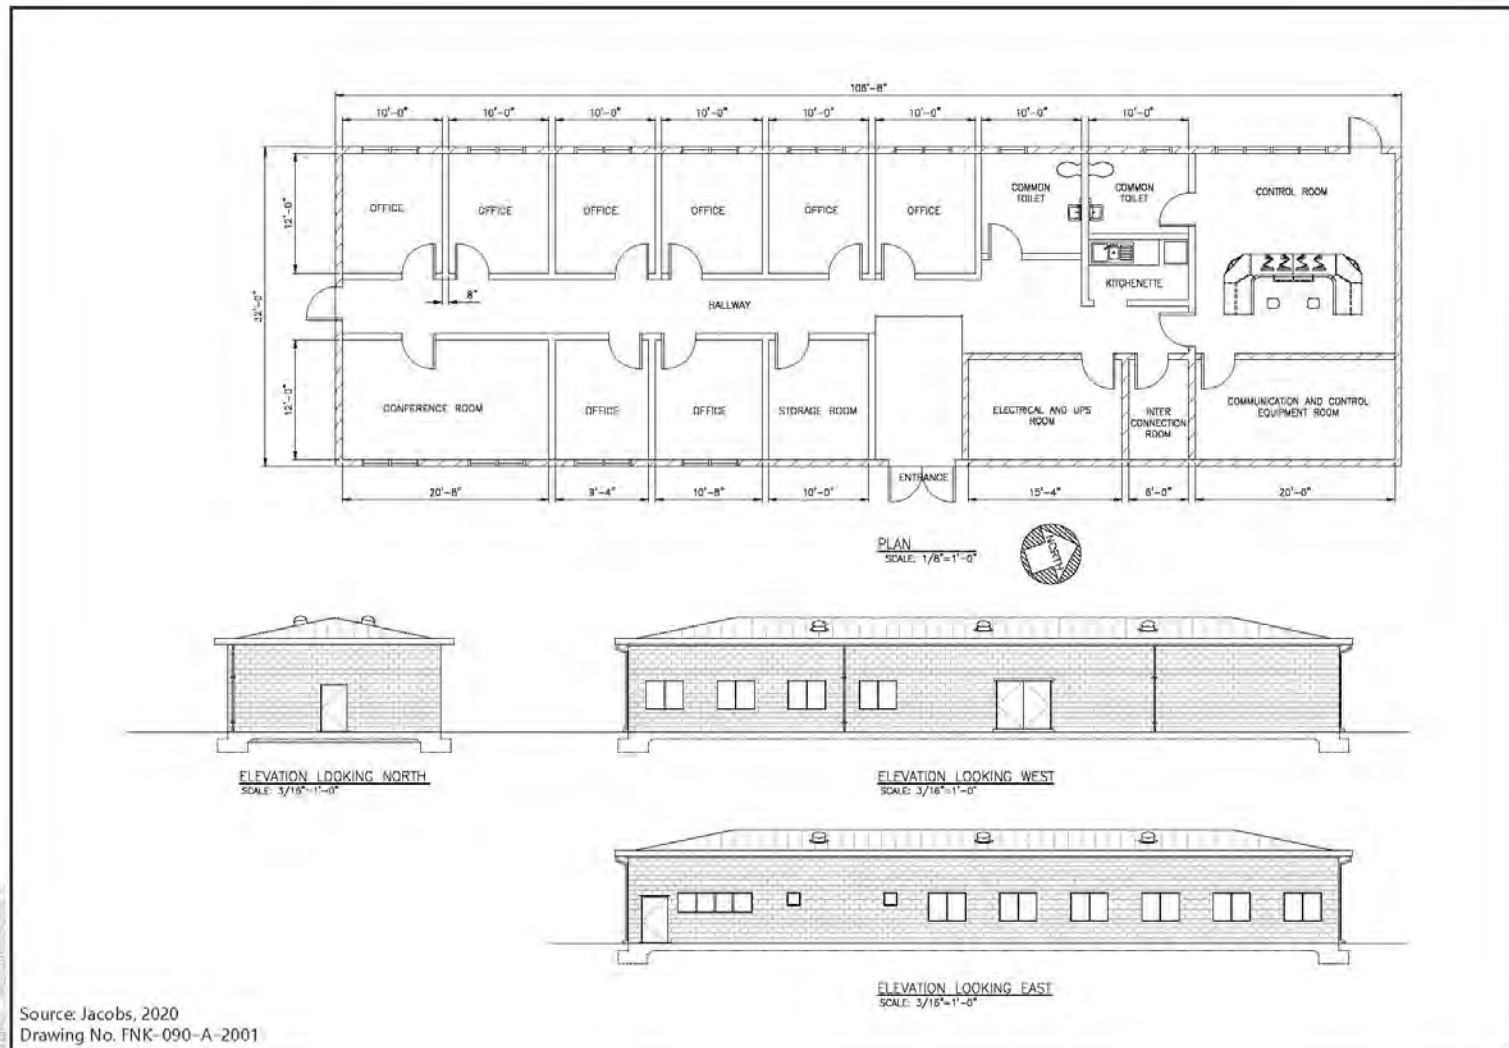 106'-8"
10'-0" 10'-0" 10'-0" 10'-0" 10'-0" 10'-0" 10'-0" 10'-0"
12'-0"
32'-0"
12'-0"
OFFICE OFFICE OFFICE OFFICE OFFICE OFFICE
COMMON
TOILET
COMMON
TOILET
CONTROL ROOM
8"
HALLWAY
KITCHENETTE
CONFERENCE ROOM
OFFICE
OFFICE
STORAGE ROOM
ELECTRICAL AND UPS
ROOM
INTER
CONNECTION
ROOM
COMMUNICATION AND CONTROL
EQUIPMENT ROOM
ENTRANCE
20'-8" 9'-4" 10'-8" 10'-0" 15'-4" 6'-0" 20'-0"
PLAN
SCALE: 1/8"=1'-0"
NORTH
ELEVATION LOOKING NORTH
SCALE: 3/16"=1'-0"
ELEVATION LOOKING WEST
SCALE: 3/16"=1'-0"
ELEVATION LOOKING EAST
SCALE: 3/16"=1'-0"
Source: Jacobs, 2020
Drawing No. FNK-090-A-2001